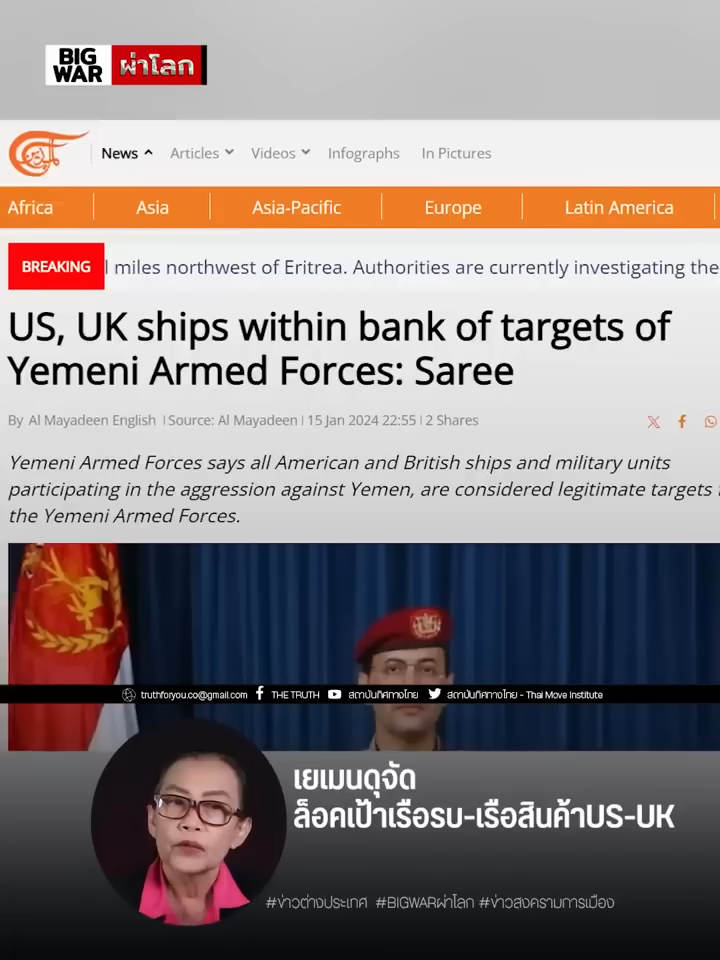 BIG
WAR
ผ่าโลก
News Articles Videos Infographs In Pictures
Africa Asia Asia-Pacific Europe Latin America
BREAKING l miles northwest of Eritrea. Authorities are currently investigating the
US, UK ships within bank of targets of
Yemeni Armed Forces: Saree
By Al Mayadeen English | Source: Al Mayadeen | 15 Jan 2024 22:55 | 2 Shares
Yemeni Armed Forces says all American and British ships and military units
participating in the aggression against Yemen, are considered legitimate targets
the Yemeni Armed Forces.
truthforyou.co@gmail.com THE TRUTH สถาบันทิศทางไทย สถาบันทิศทางไทย - Thai Move Institute
เยเมนดุจัด
ล็อคเป้าเรือรบ-เรือสินค้าUS-UK
#ข่าวต่างประเทศ #BIGWARผ่าโลก #ข่าวสงครามการเมือง